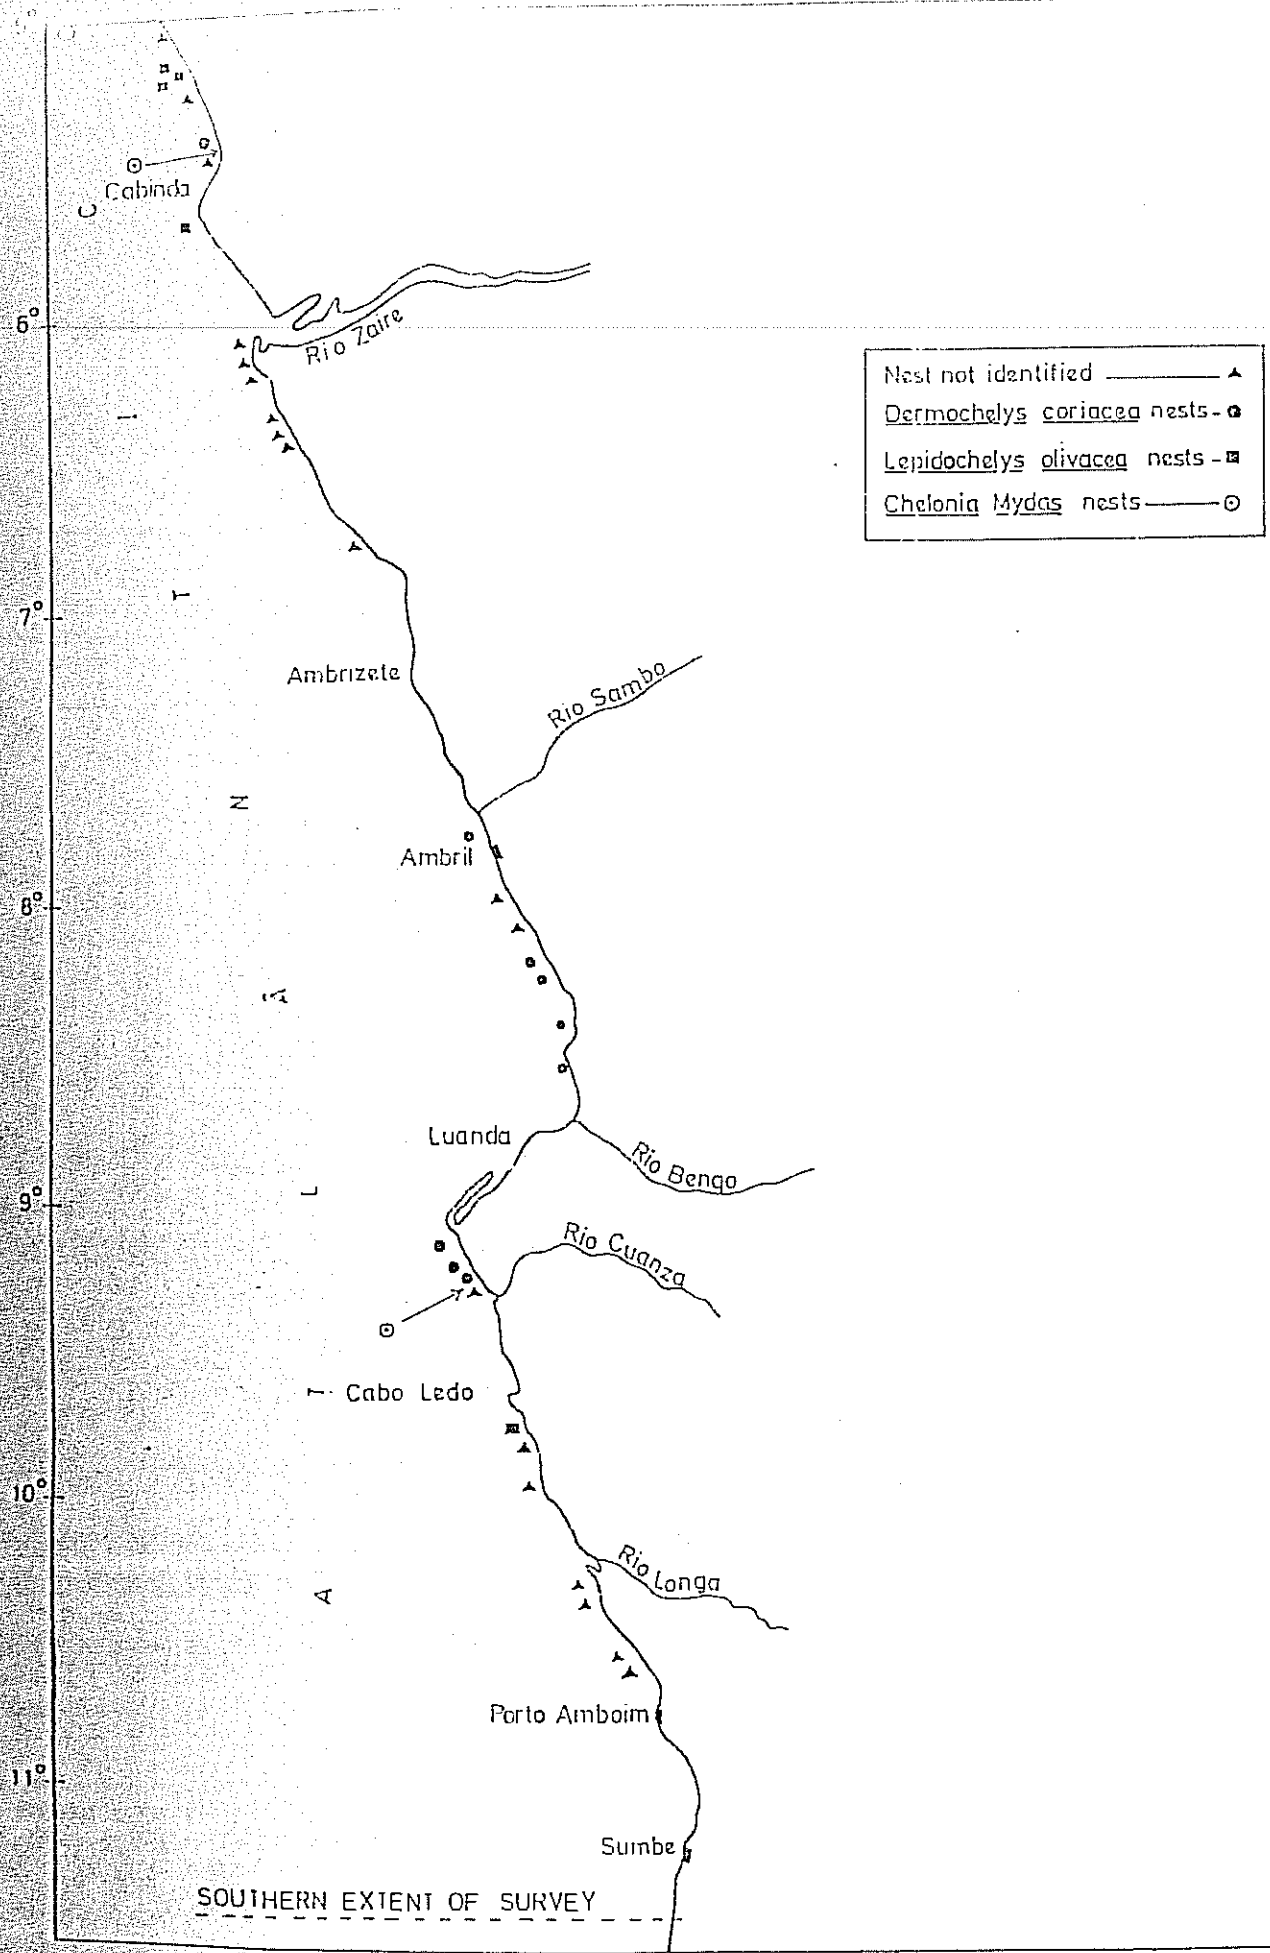 5°
Cabinda
6°
Rio Zaire
Nest not identified
Dermochelys coriacea nests -
Lepidochelys olivacea nests -
Chelonia Mydas nests
7°
Ambrizete
Rio Sambo
Ambril
8°
Luanda
Rio Bengo
9°
Rio Cuanza
Cabo Ledo
10°
Rio Longa
Porto Amboim
11°
Sumbe
SOUTHERN EXTENT OF SURVEY
A T L Ã N T I C